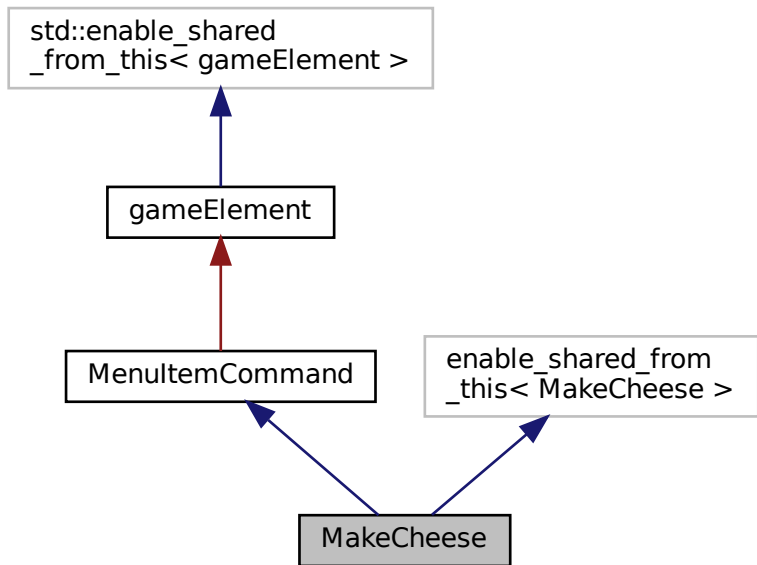 std::enable_shared
_from_this< gameElement >
gameElement
MenuItemCommand
enable_shared_from
_this< MakeCheese >
MakeCheese